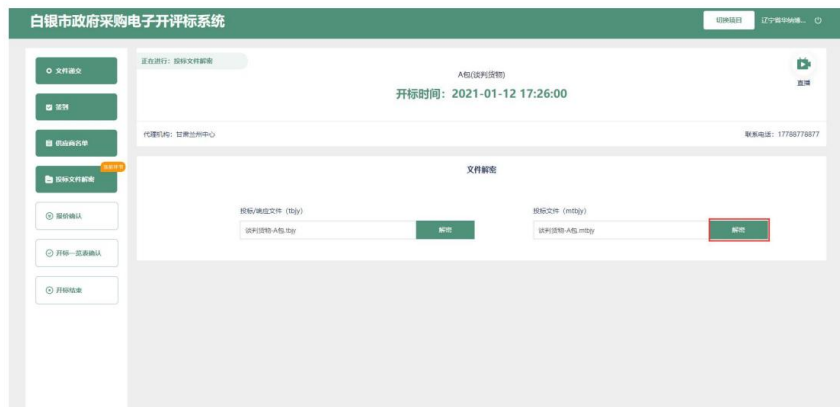 白银市政府采购电子开评标系统
切换项目
文件递交
正在进行：投标文件解密
A包(谈判货物)
直播
开标时间：2021-01-12 17:26:00
签到
代理机构：甘肃兰州中心
联系电话：17788778877
供应商名单
文件解密
投标文件解密
投标/响应文件（tbjy）
投标文件（mtbjy）
报价确认
谈判货物-A包.tbjy
解密
谈判货物-A包.mtbjy
解密
开标一览表确认
开标结束